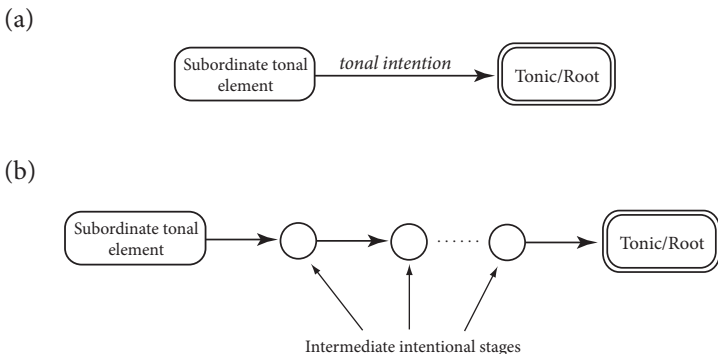 (a)
Subordinate tonal
element
tonal intention
Tonic/Root
(b)
Subordinate tonal
element
Tonic/Root
Intermediate intentional stages